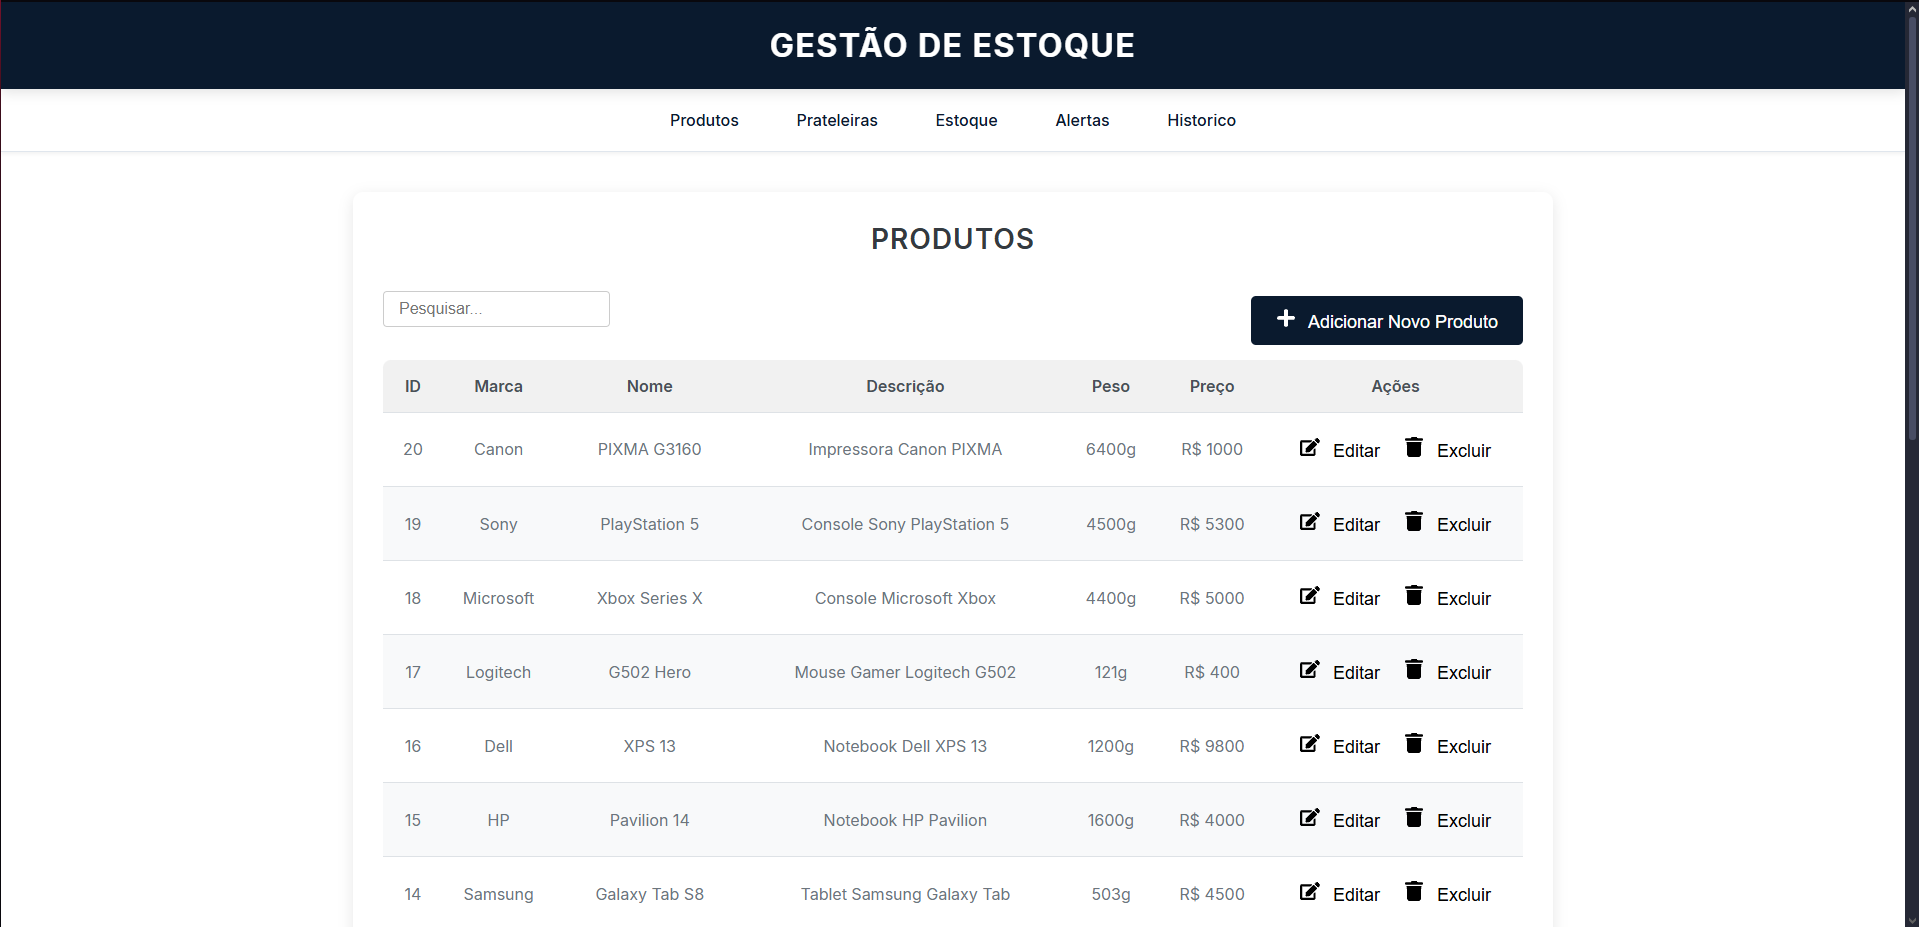 GESTÃO DE ESTOQUE
Produtos Prateleiras Estoque Alertas Historico
PRODUTOS
Pesquisar...
Adicionar Novo Produto
ID Marca Nome Descrição Peso Preço Ações
20 Canon PIXMA G3160 Impressora Canon PIXMA 6400g R$ 1000 Editar Excluir
19 Sony PlayStation 5 Console Sony PlayStation 5 4500g R$ 5300 Editar Excluir
18 Microsoft Xbox Series X Console Microsoft Xbox 4400g R$ 5000 Editar Excluir
17 Logitech G502 Hero Mouse Gamer Logitech G502 121g R$ 400 Editar Excluir
16 Dell XPS 13 Notebook Dell XPS 13 1200g R$ 9800 Editar Excluir
15 HP Pavilion 14 Notebook HP Pavilion 1600g R$ 4000 Editar Excluir
14 Samsung Galaxy Tab S8 Tablet Samsung Galaxy Tab 503g R$ 4500 Editar Excluir